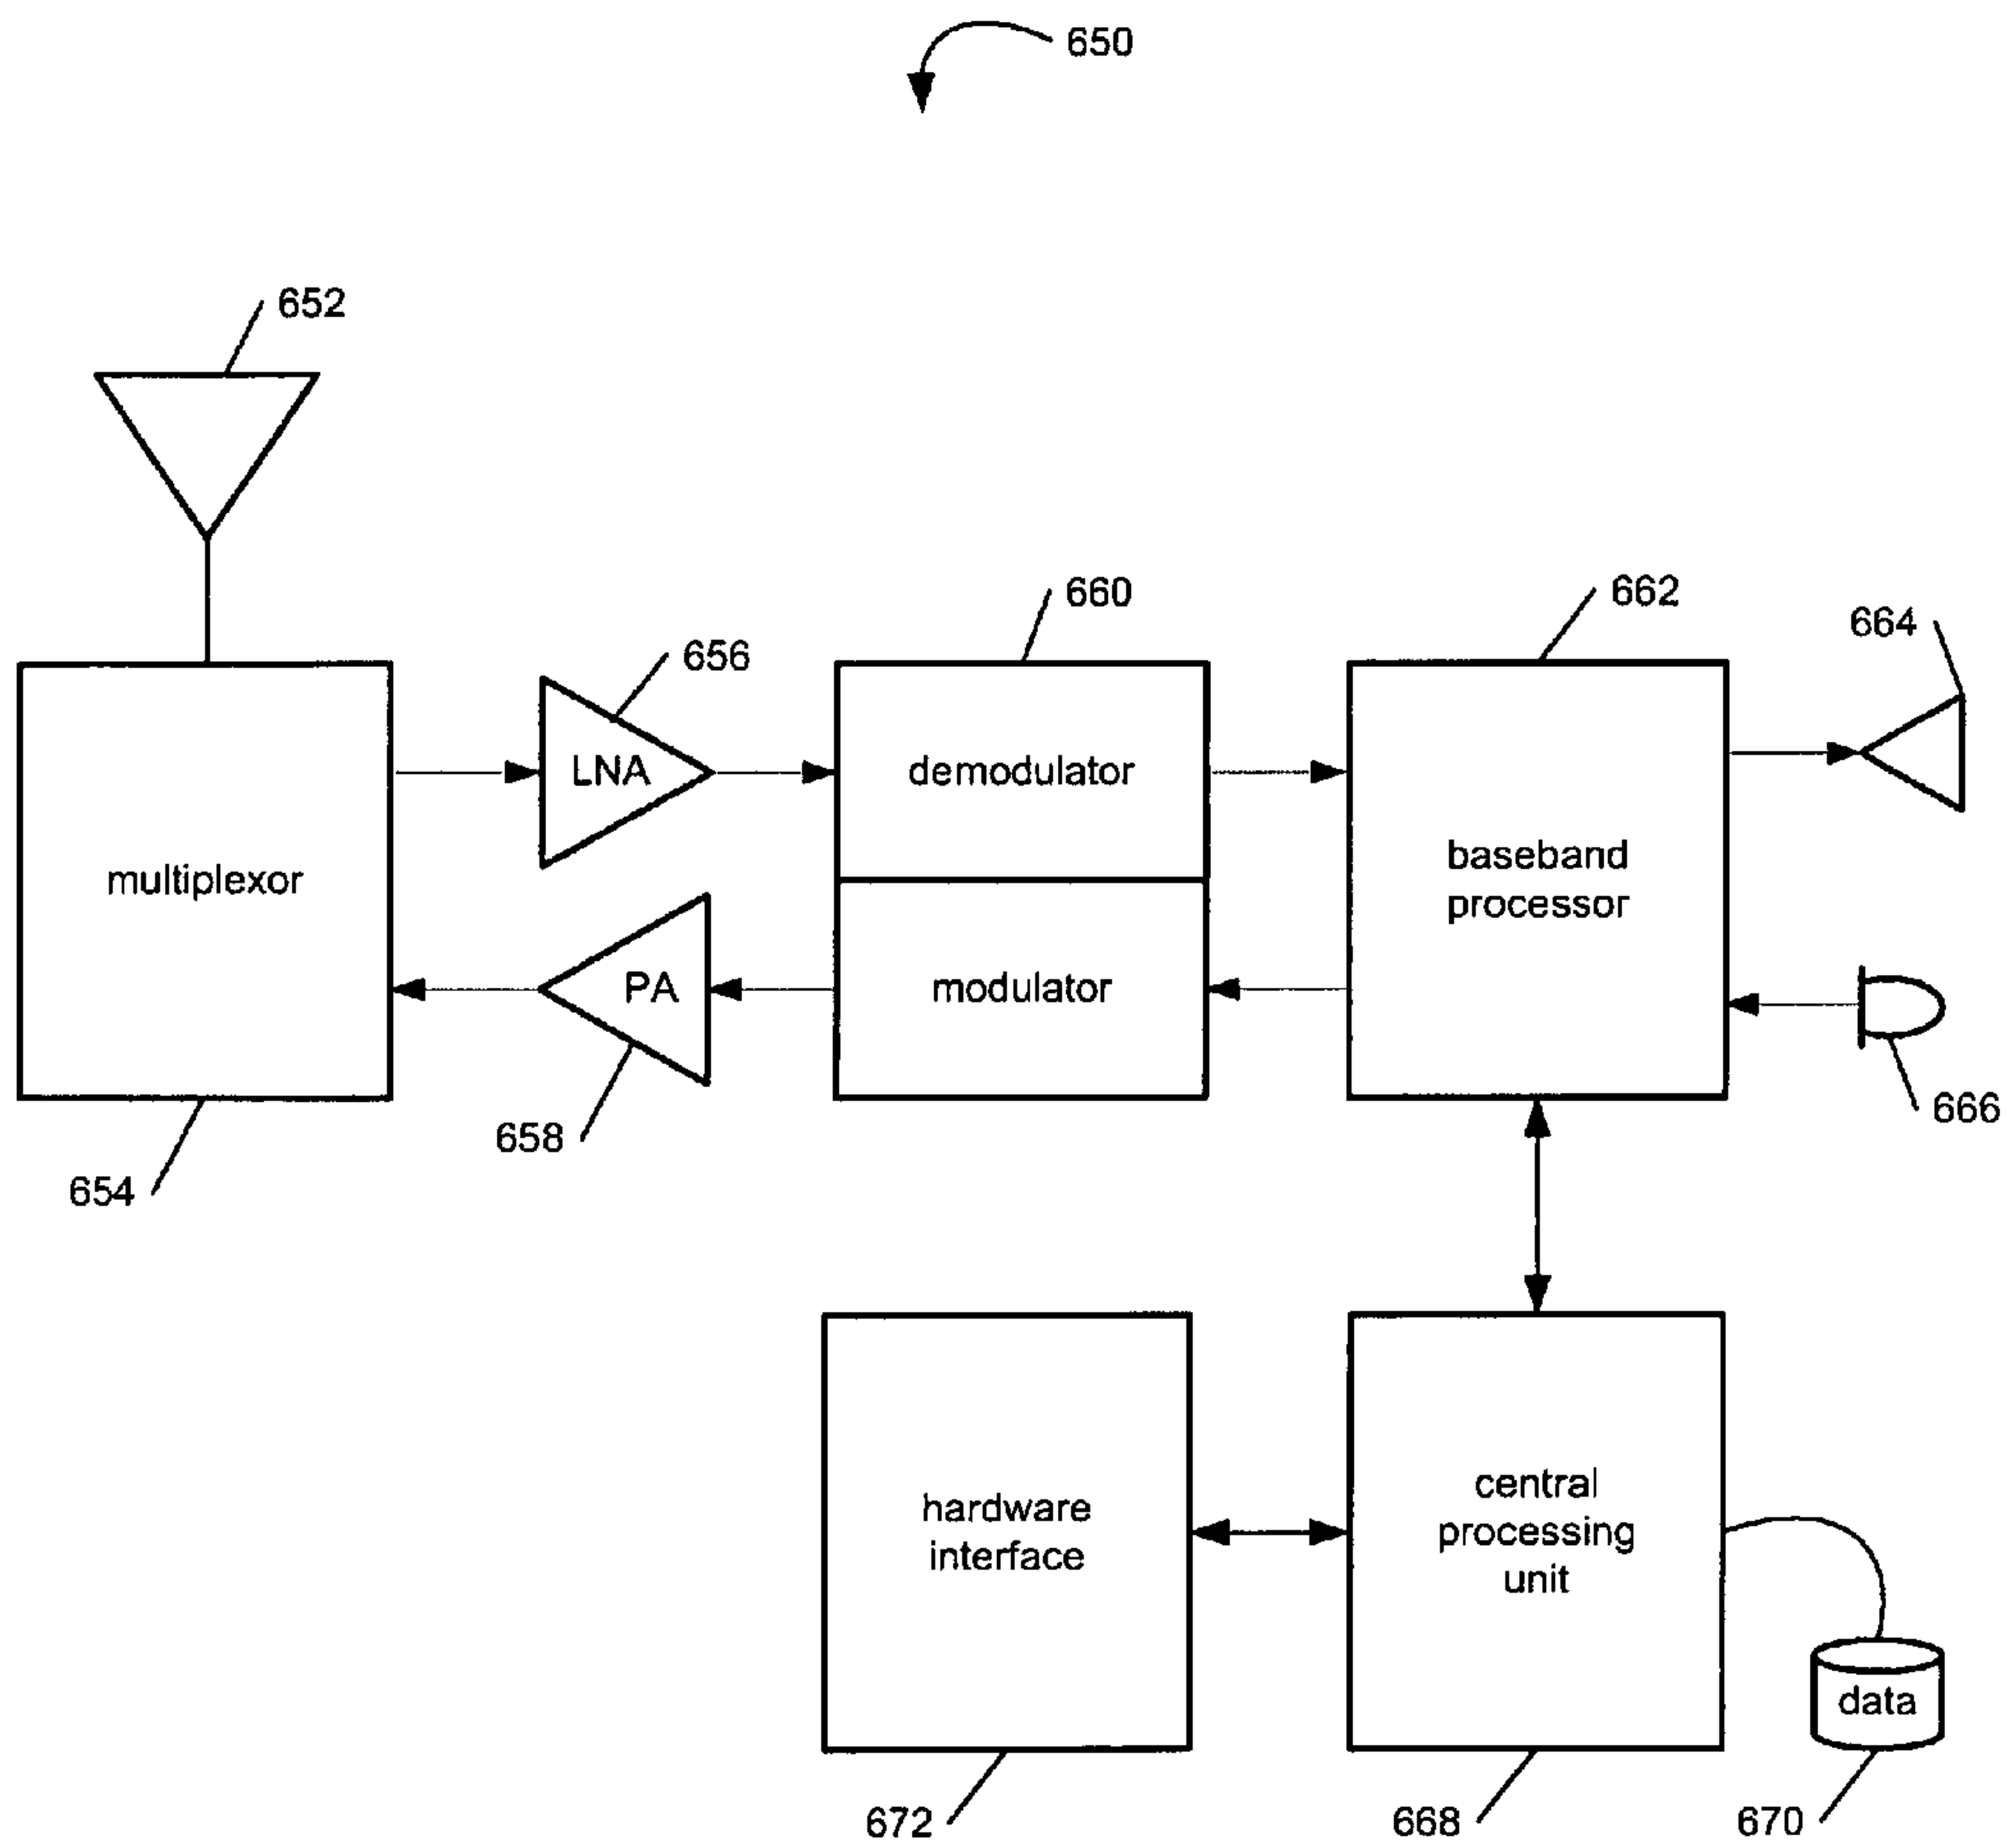 650
652
660
662
664
656
LNA
demodulator
baseband
processor
multiplexor
PA
modulator
666
658
654
hardware
interface
central
processing
unit
data
672
668
670